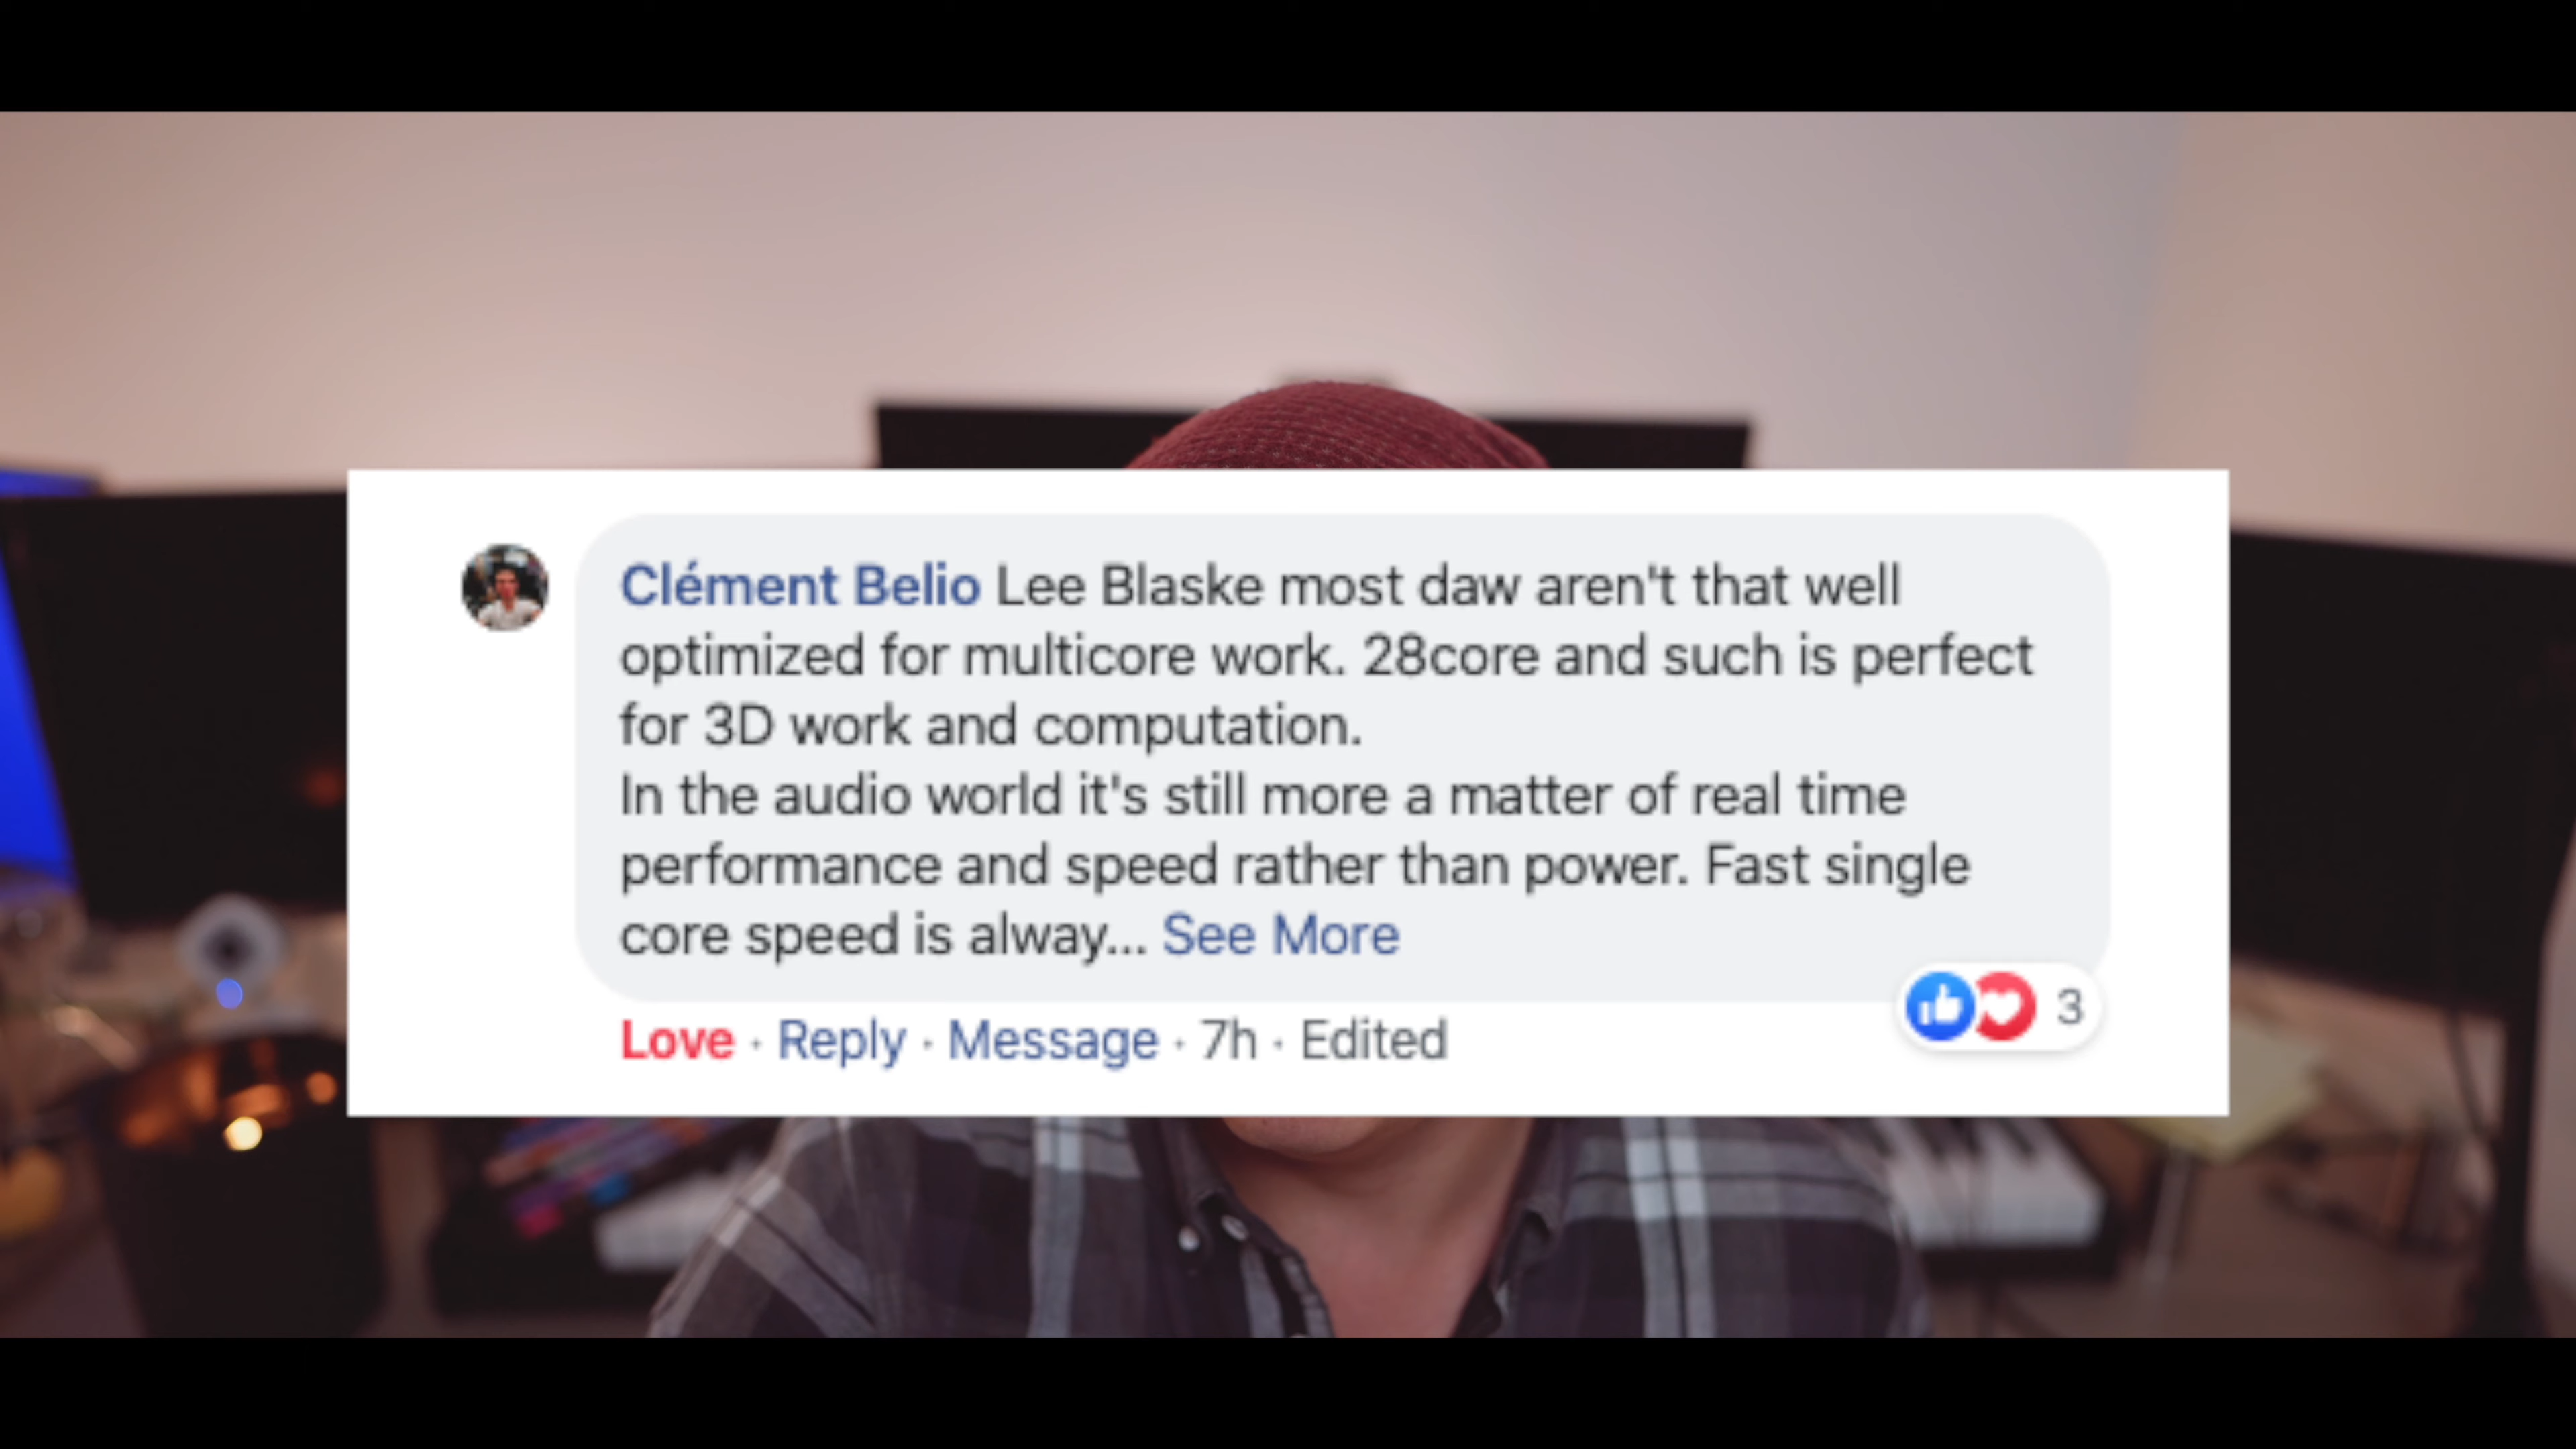 Clément Belio Lee Blaske most daw aren't that well
optimized for multicore work. 28core and such is perfect
for 3D work and computation.
In the audio world it's still more a matter of real time
performance and speed rather than power. Fast single
core speed is alway... See More
3
Love · Reply · Message · 7h · Edited